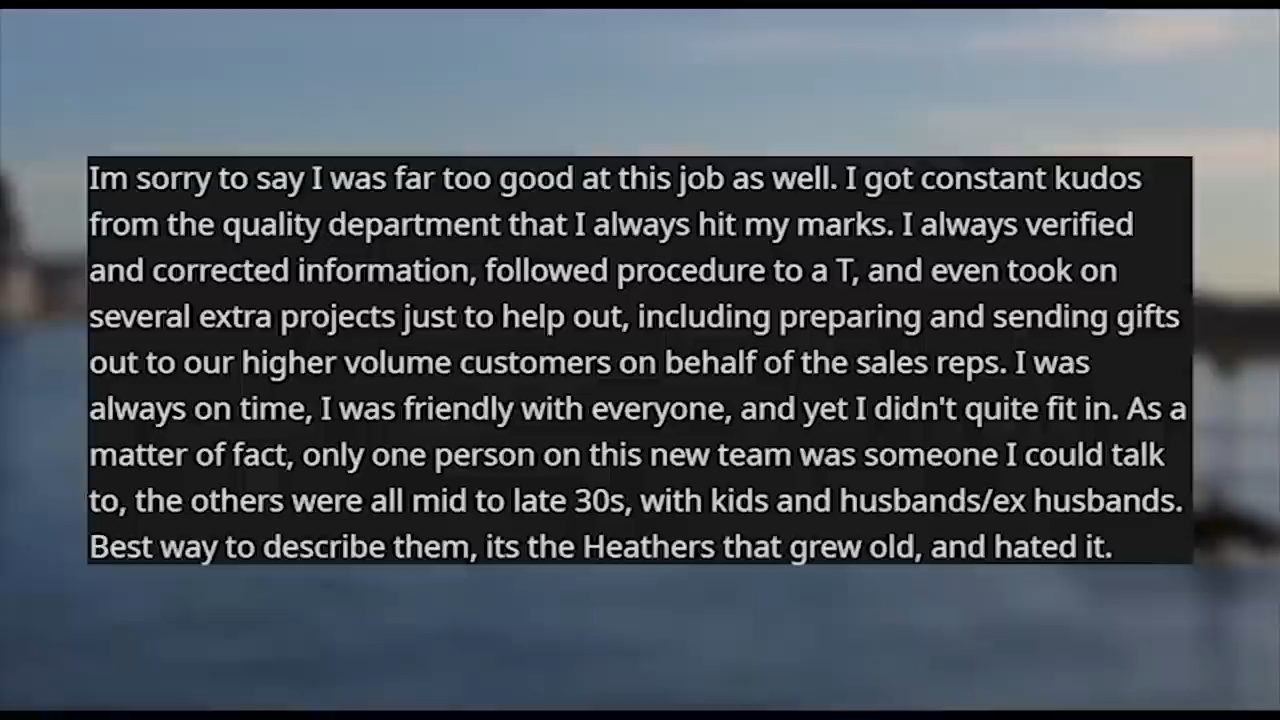 Im sorry to say I was far too good at this job as well. I got constant kudos
from the quality department that I always hit my marks. I always verified
and corrected information, followed procedure to a T, and even took on
several extra projects just to help out, including preparing and sending gifts
out to our higher volume customers on behalf of the sales reps. I was
always on time, I was friendly with everyone, and yet I didn't quite fit in. As a
matter of fact, only one person on this new team was someone I could talk
to, the others were all mid to late 30s, with kids and husbands/ex husbands.
Best way to describe them, its the Heathers that grew old, and hated it.